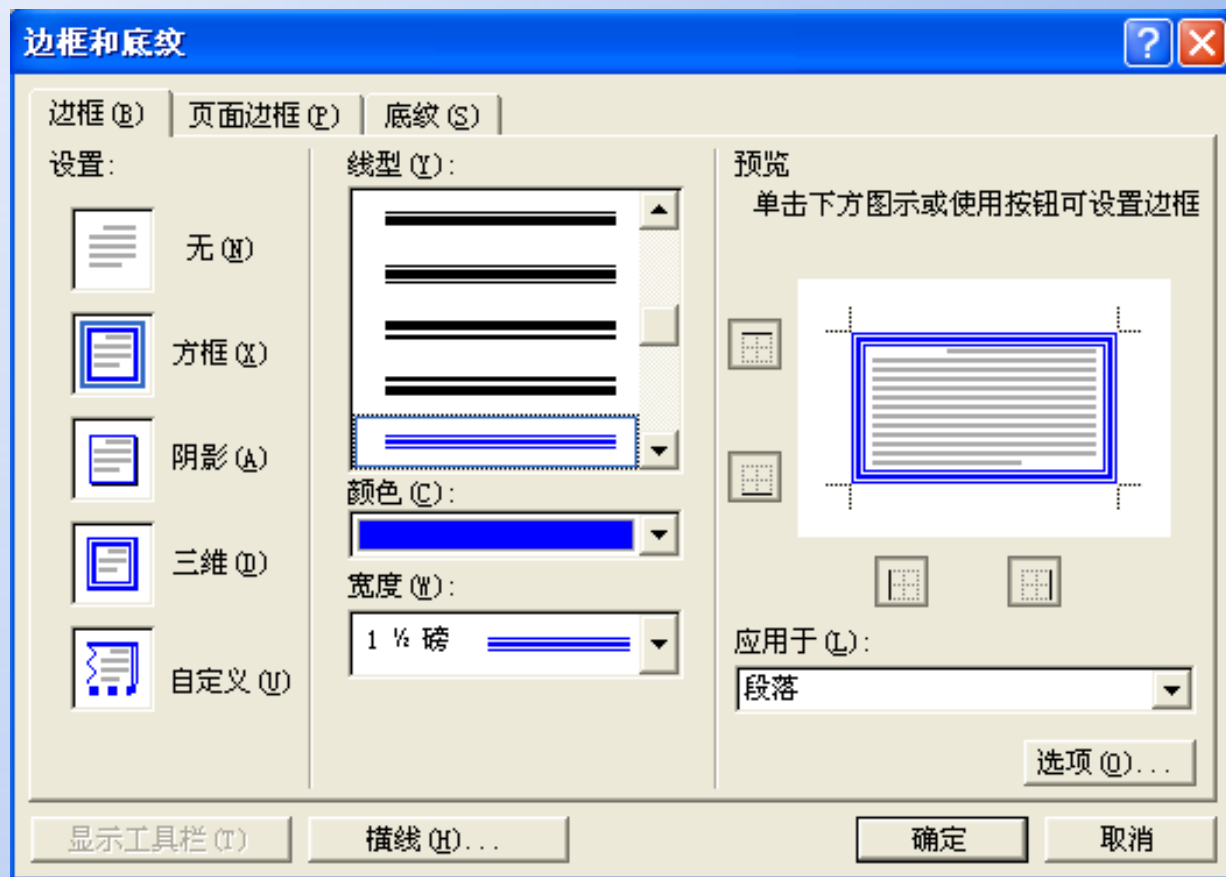 边框和底纹
边框(B) 页面边框(P) 底纹(S)
设置:
无(N)
方框(X)
阴影(A)
三维(D)
自定义(U)
线型(Y):
颜色(C):
宽度(W):
1 ½ 磅
预览
单击下方图示或使用按钮可设置边框
应用于(L):
段落
选项(O)...
显示工具栏(T) 横线(H)... 确定 取消